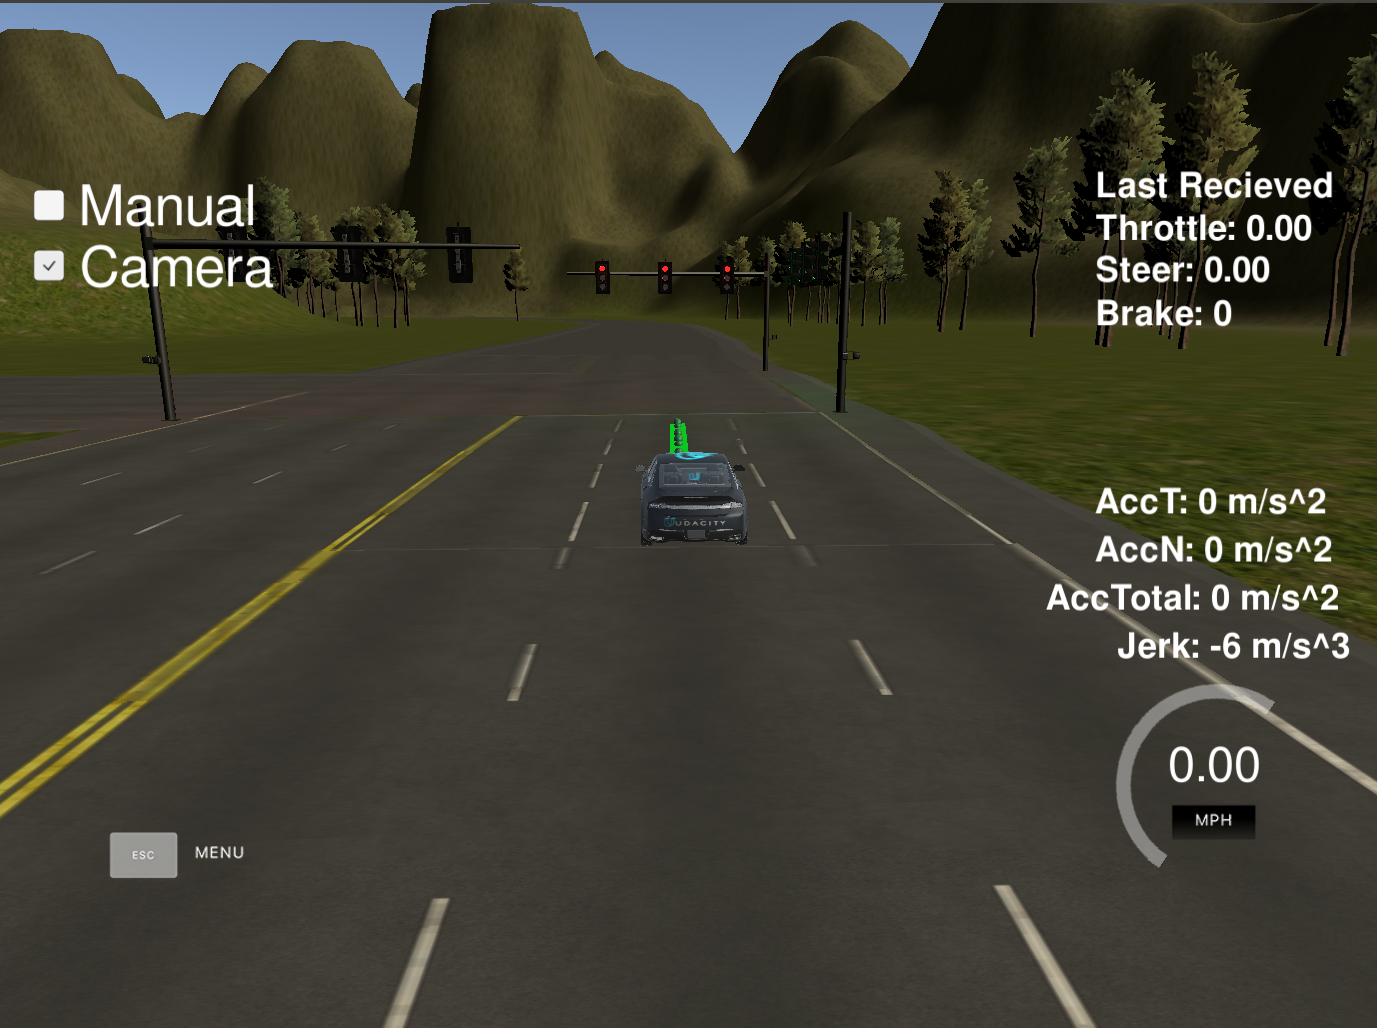 Manual
Camera
Last Recieved
Throttle: 0.00
Steer: 0.00
Brake: 0
UDACITY
AccT: 0 m/s^2
AccN: 0 m/s^2
AccTotal: 0 m/s^2
Jerk: -6 m/s^3
0.00
MPH
ESC
MENU